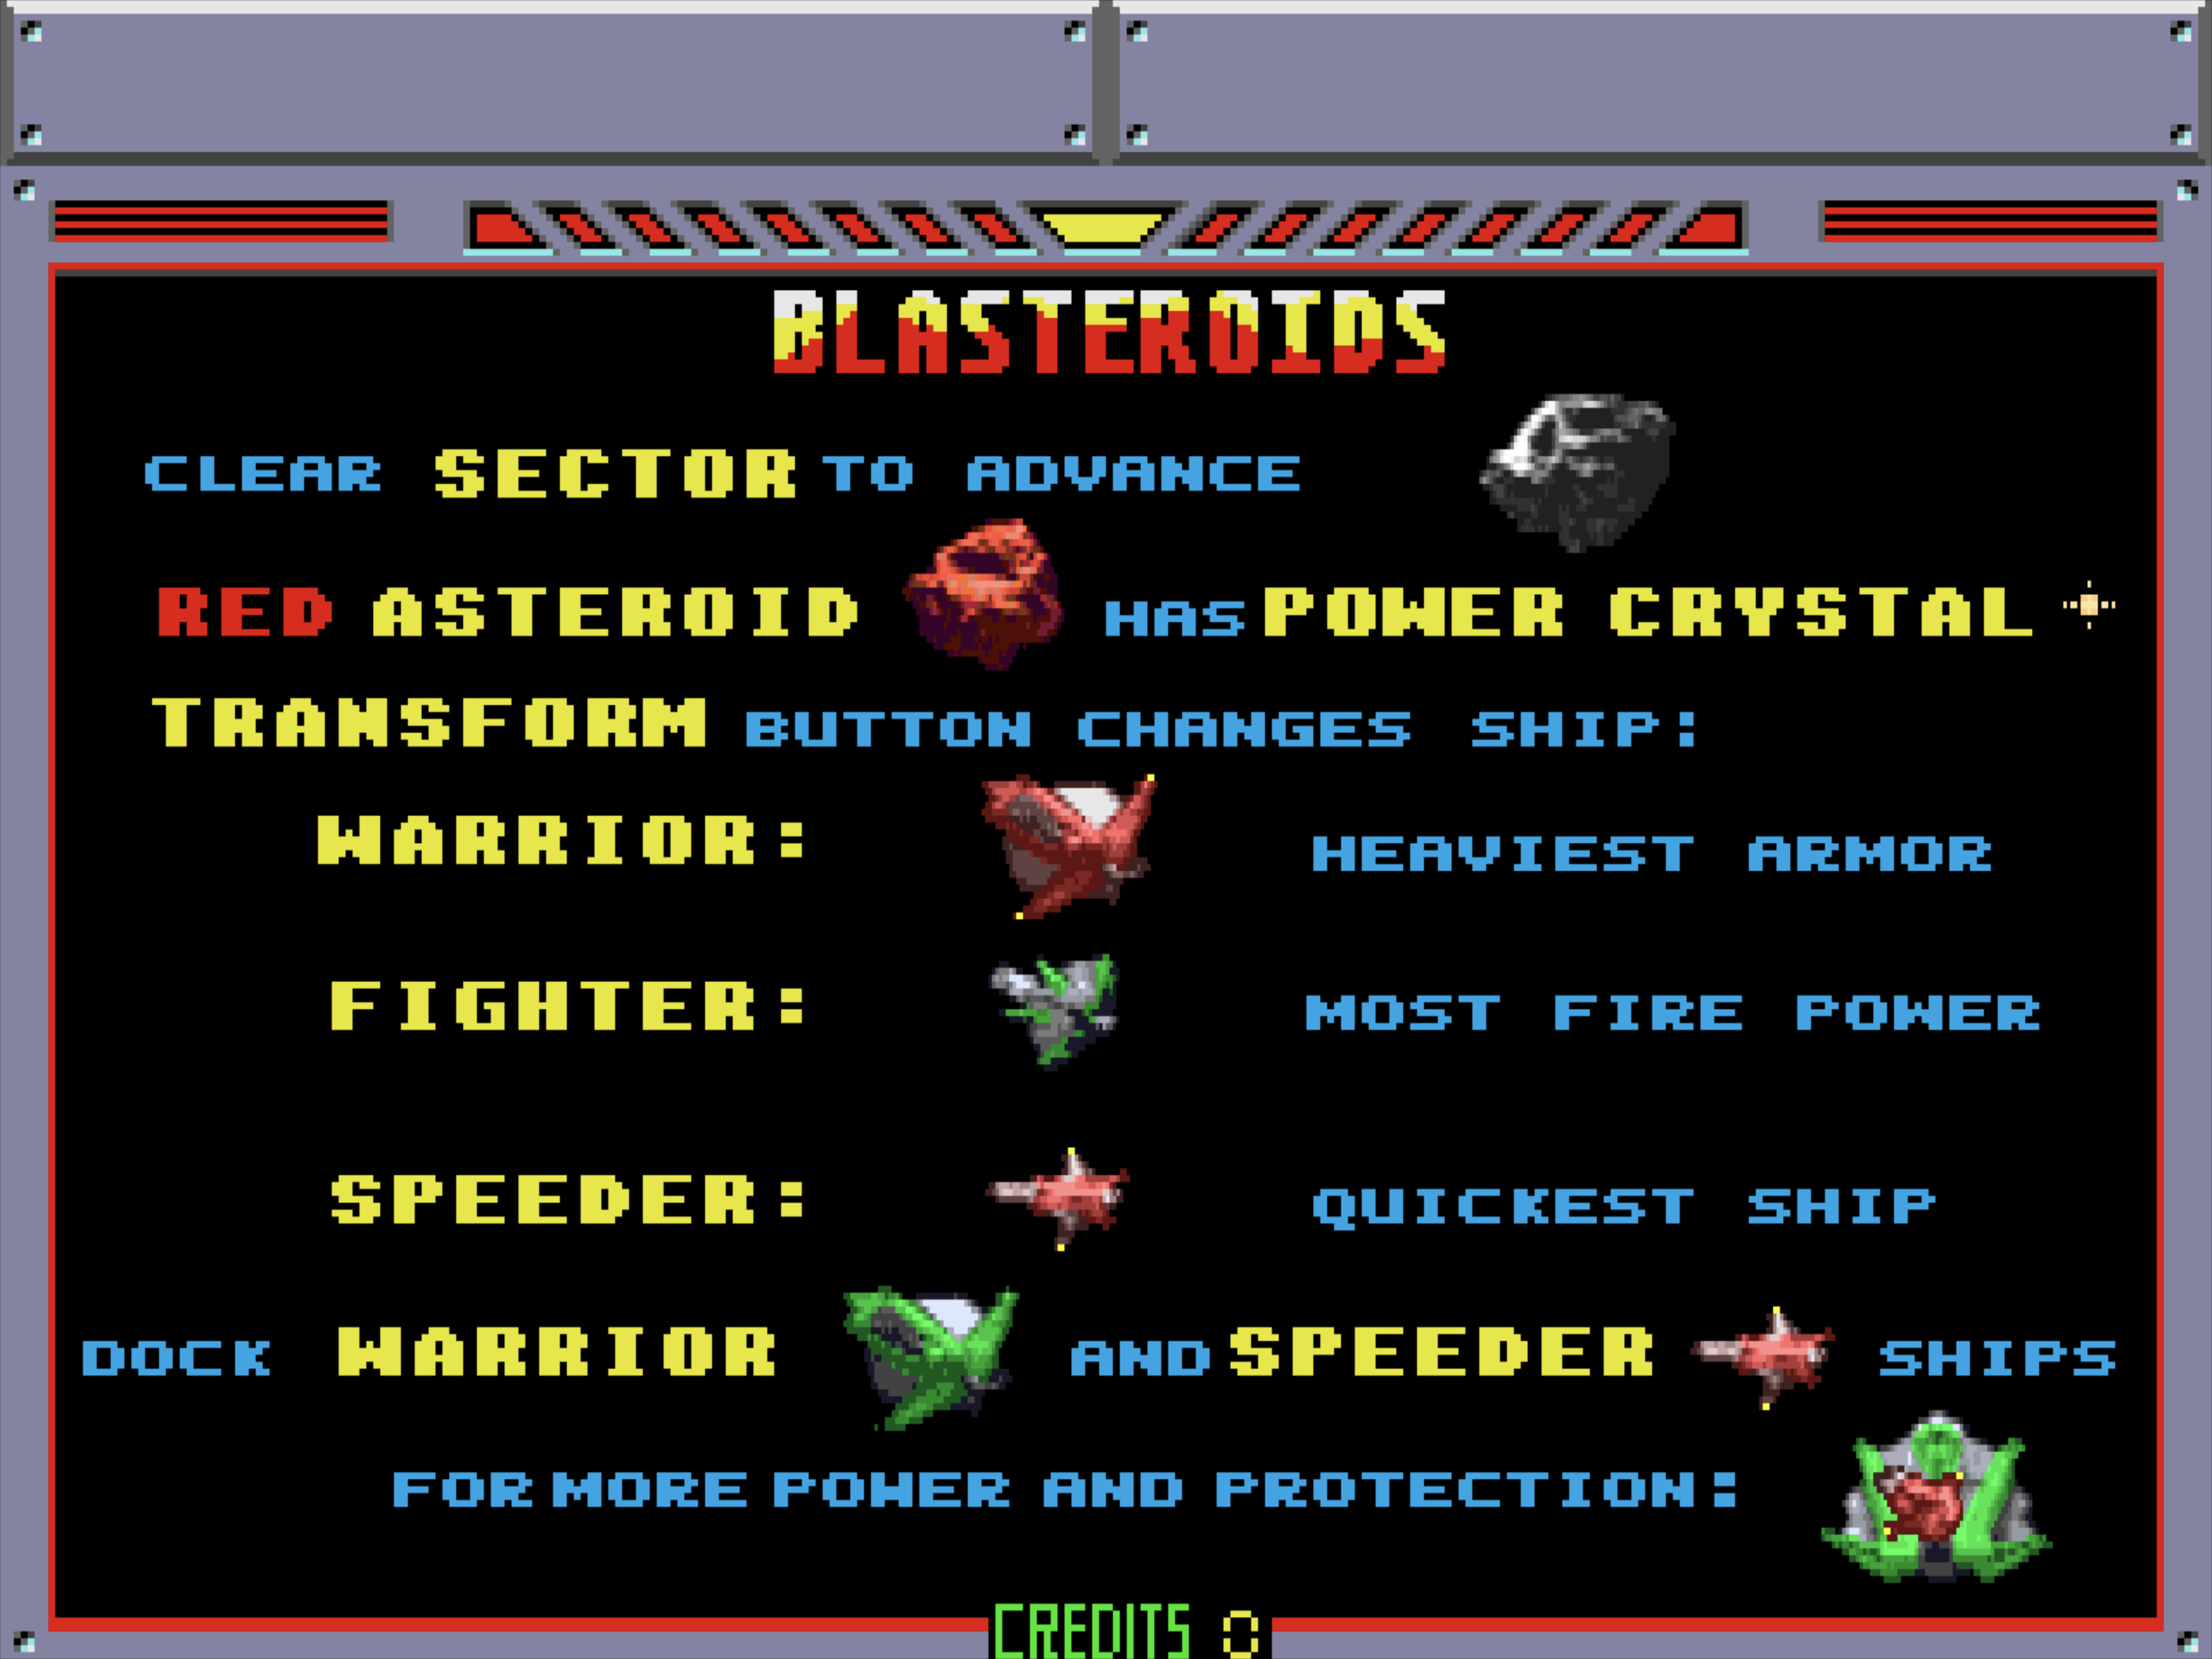 BLASTEROIDS
CLEAR SECTOR TO ADVANCE
RED ASTEROID HAS POWER CRYSTAL
TRANSFORM BUTTON CHANGES SHIP:
WARRIOR: HEAVIEST ARMOR
FIGHTER: MOST FIRE POWER
SPEEDER: QUICKEST SHIP
DOCK WARRIOR AND SPEEDER SHIPS
FOR MORE POWER AND PROTECTION:
CREDITS 0